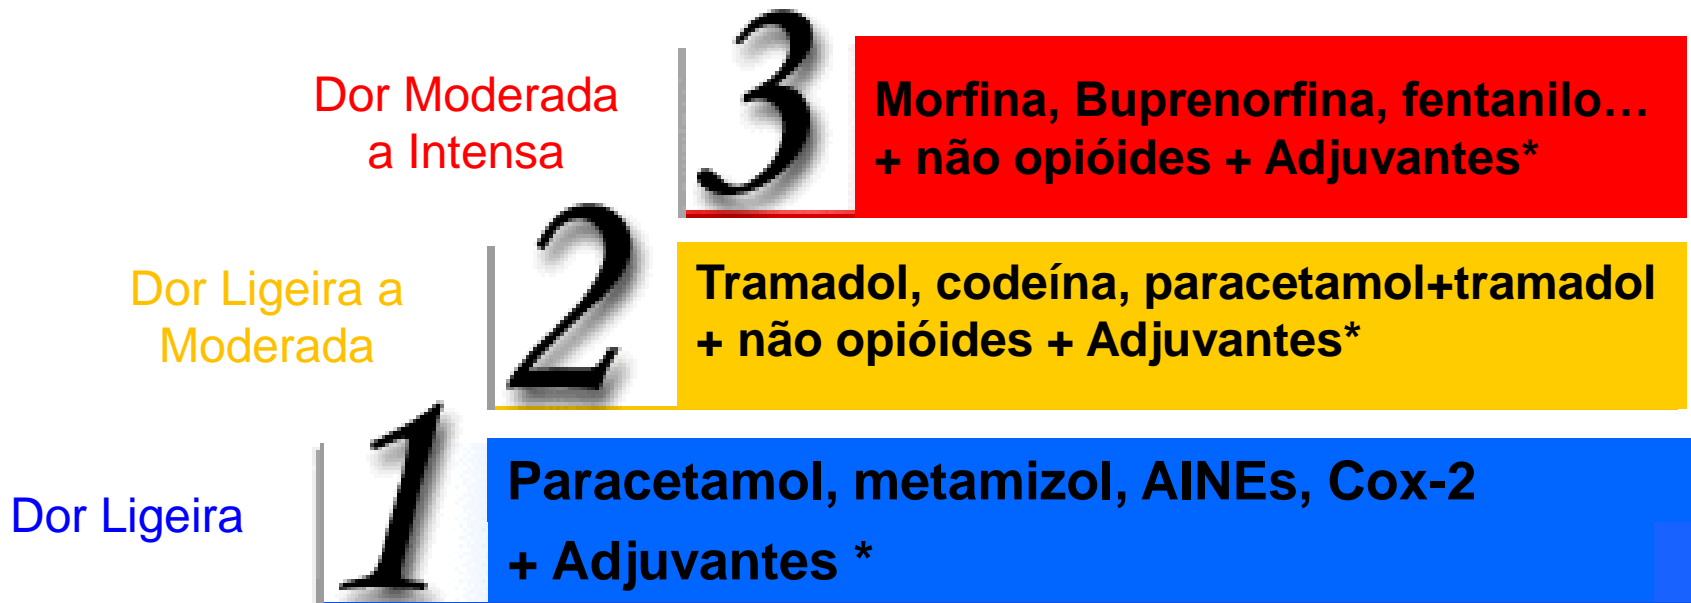 Dor Moderada
a Intensa
3
Morfina, Buprenorfina, fentanilo…
+ não opióides + Adjuvantes*
Dor Ligeira a
Moderada
2
Tramadol, codeína, paracetamol+tramadol
+ não opióides + Adjuvantes*
Dor Ligeira
1
Paracetamol, metamizol, AINEs, Cox-2
+ Adjuvantes *